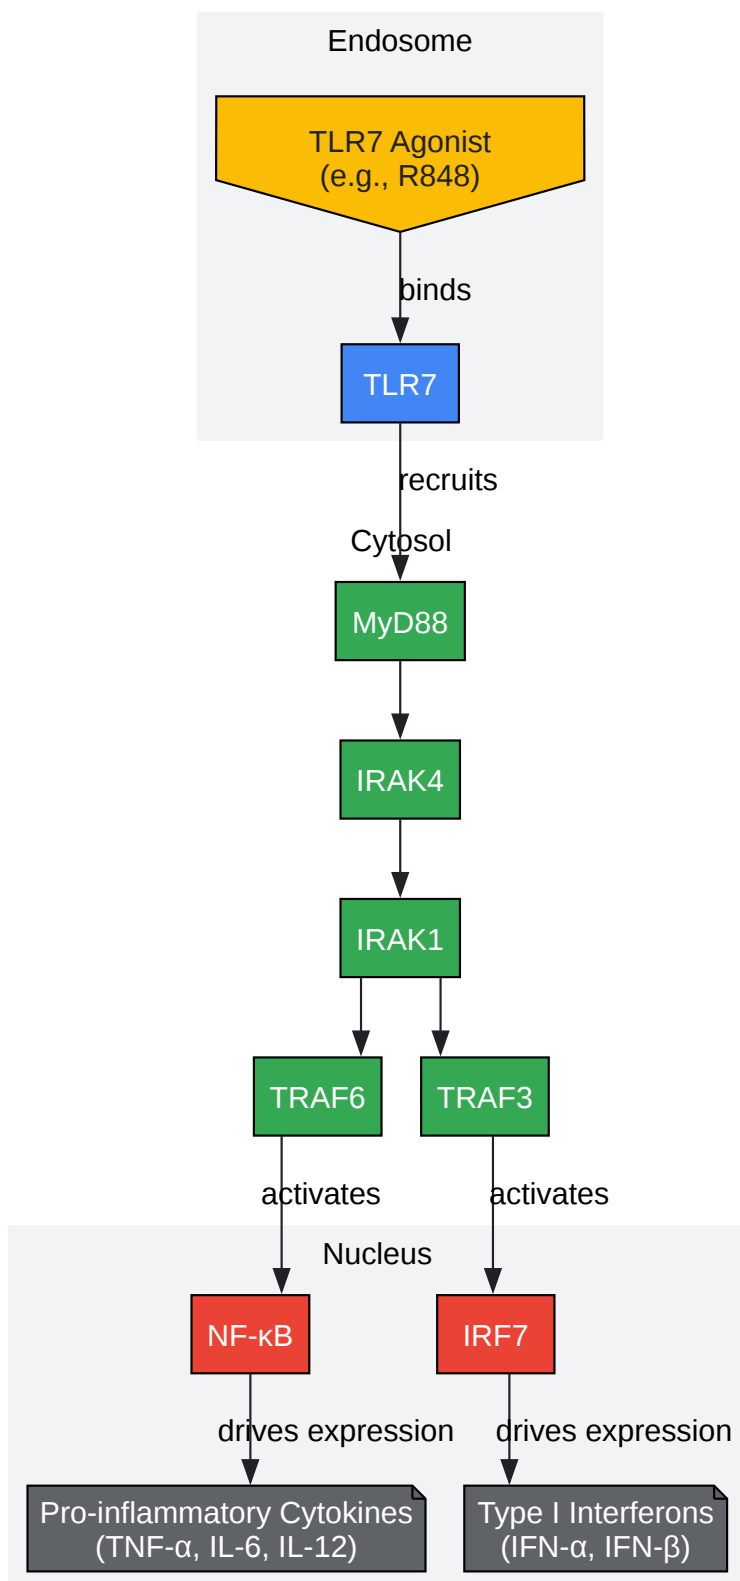 Endosome
TLR7 Agonist
(e.g., R848)
binds
TLR7
recruits
Cytosol
MyD88
IRAK4
IRAK1
TRAF6
TRAF3
activates
activates
Nucleus
NF-κB
IRF7
drives expression
drives expression
Pro-inflammatory Cytokines
(TNF-α, IL-6, IL-12)
Type I Interferons
(IFN-α, IFN-β)